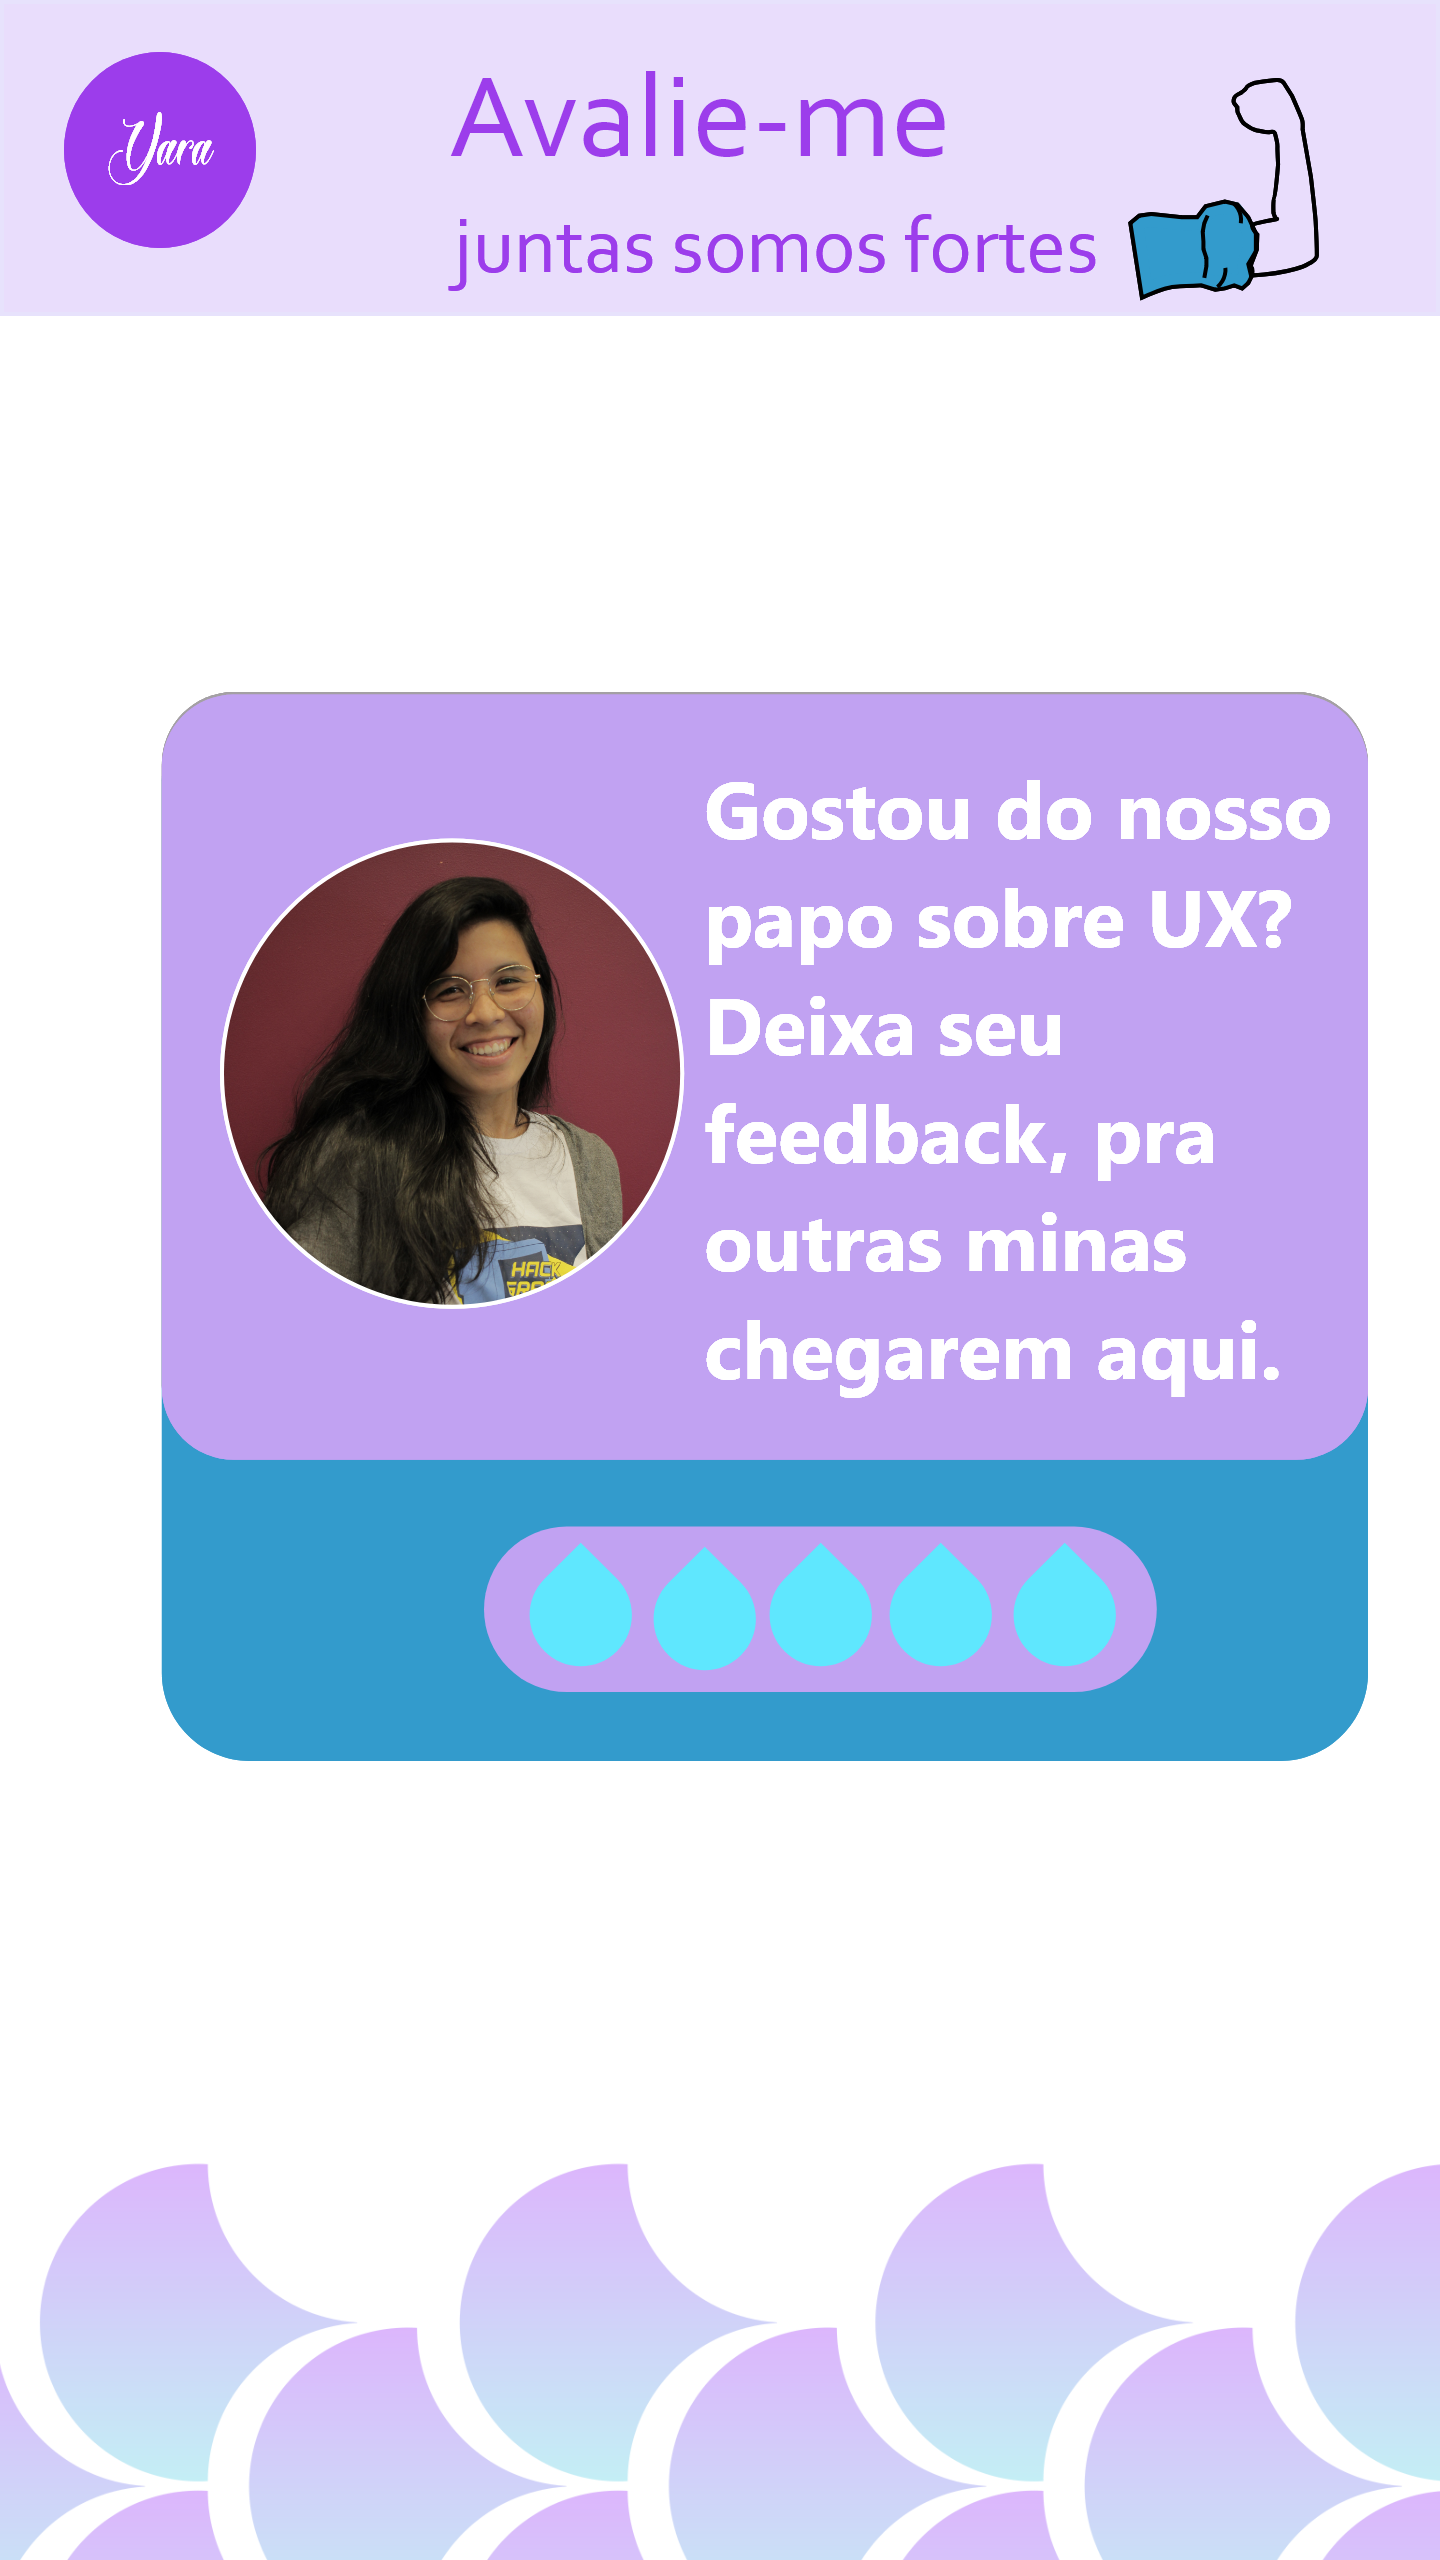 Yara
Avalie-me
juntas somos fortes
Gostou do nosso
papo sobre UX?
Deixa seu
feedback, pra
outras minas
chegarem aqui.
HACK